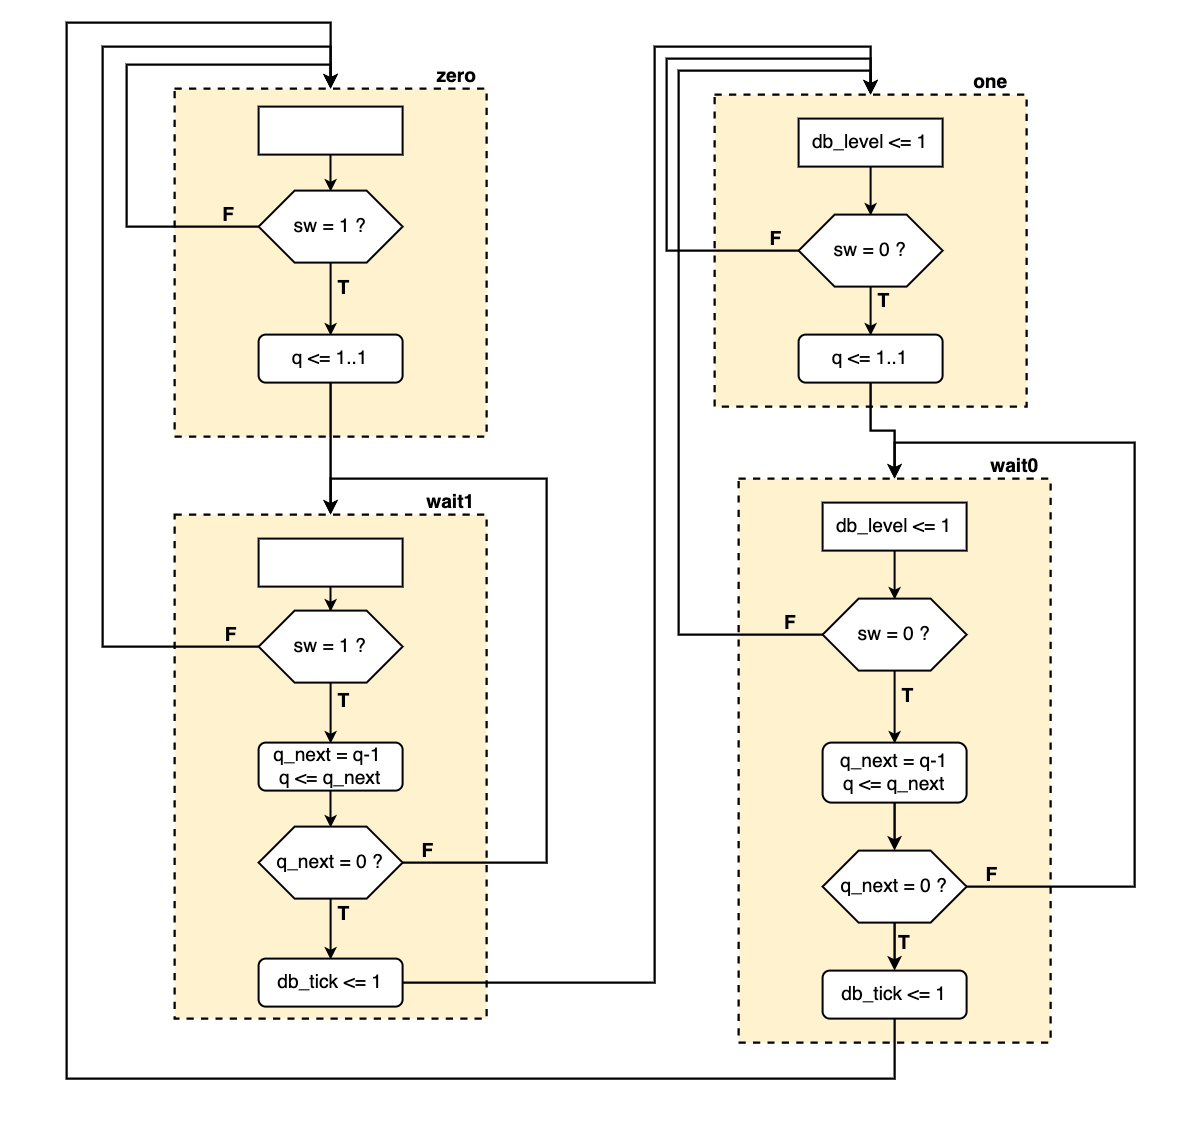 zero
sw = 1 ?
F
T
q <= 1..1
wait1
sw = 1 ?
F
T
q_next = q-1
q <= q_next
q_next = 0 ?
F
T
db_tick <= 1
one
db_level <= 1
sw = 0 ?
F
T
q <= 1..1
wait0
db_level <= 1
sw = 0 ?
F
T
q_next = q-1
q <= q_next
q_next = 0 ?
F
T
db_tick <= 1